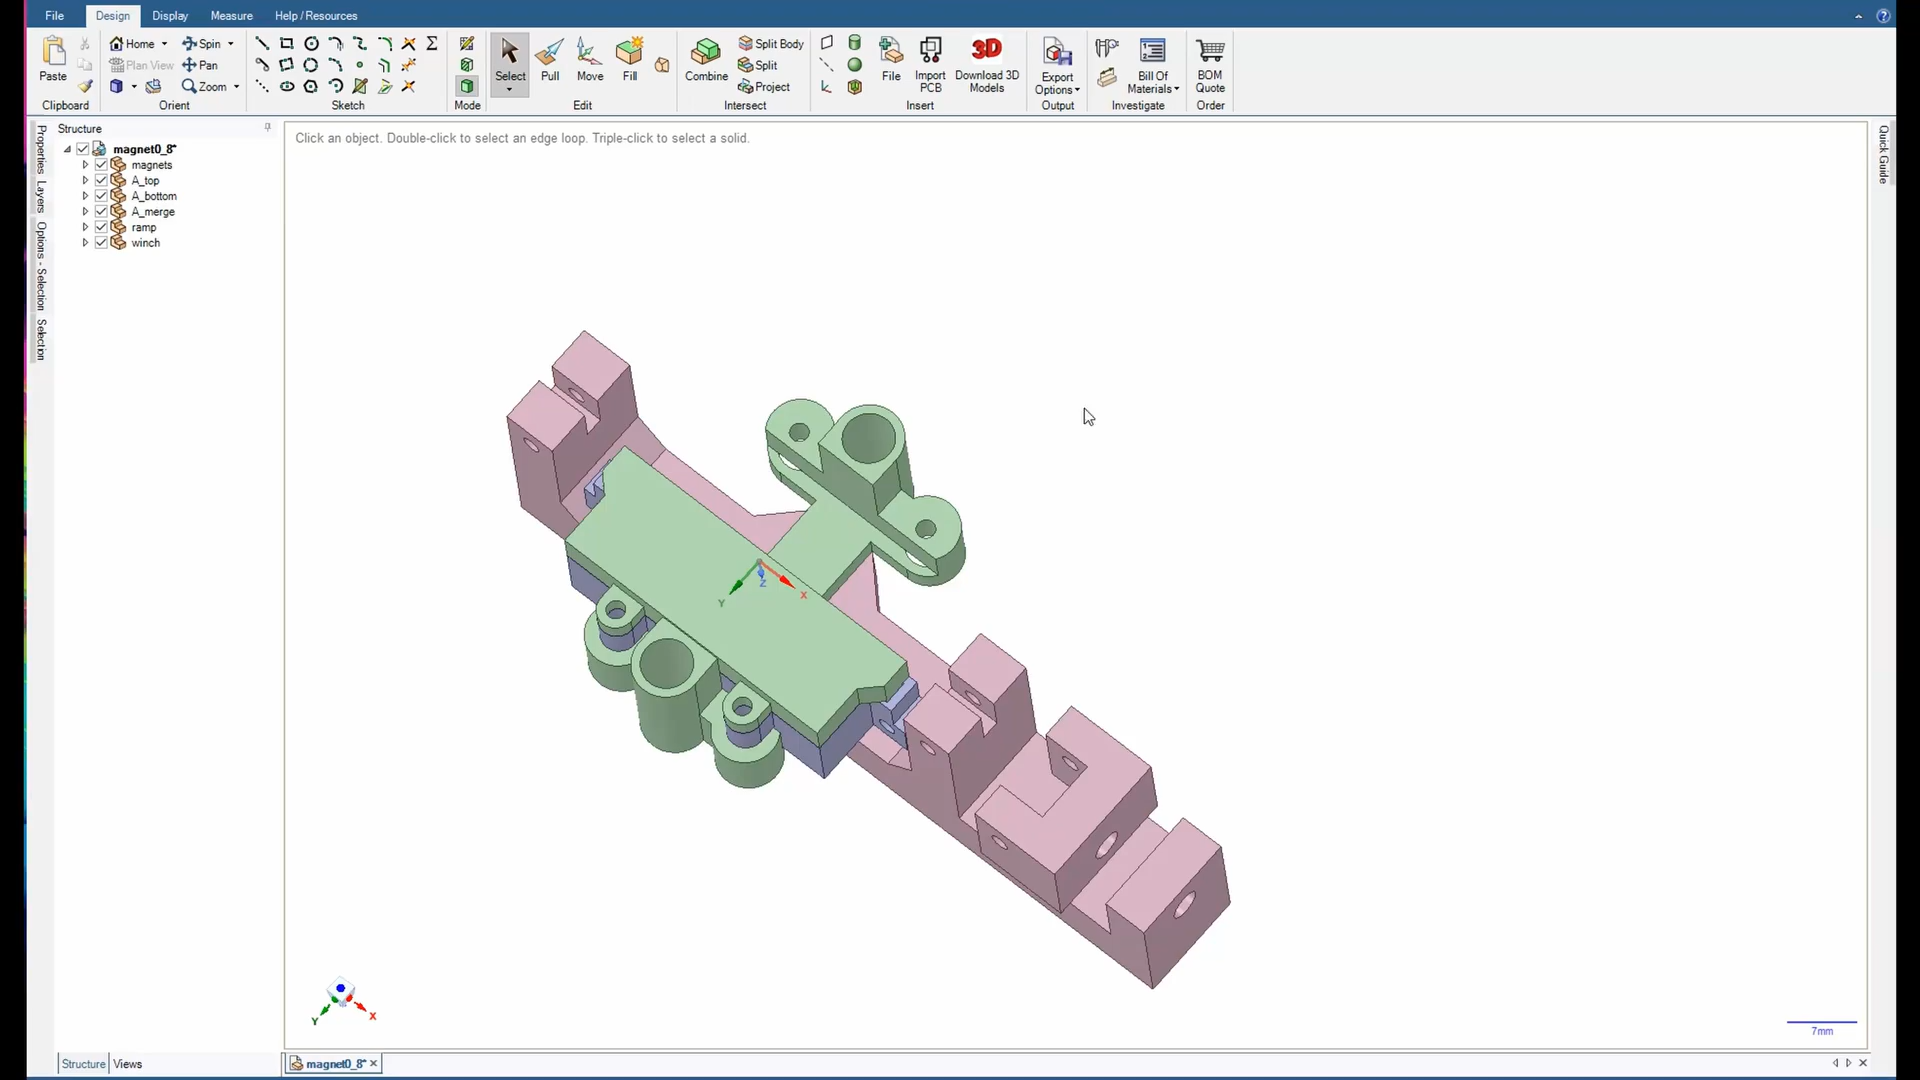 File Design Display Measure Help / Resources
Home Spin
Plan View Pan
Zoom
Paste
Clipboard Orient Sketch Mode Edit Intersect Insert Output Investigate Order
Select Pull Move Fill
Combine Split Body
Split
Project
File Import PCB 3D Download 3D Models
Export Options
Bill Of Materials
BOM Quote
Properties
Layers
Options - Selection
Selection
Structure
magnet0_8*
magnets
A_top
A_bottom
A_merge
ramp
winch
Click an object. Double-click to select an edge loop. Triple-click to select a solid.
Quick Guide
Y Z X
Y X
7mm
Structure Views
magnet0_8*